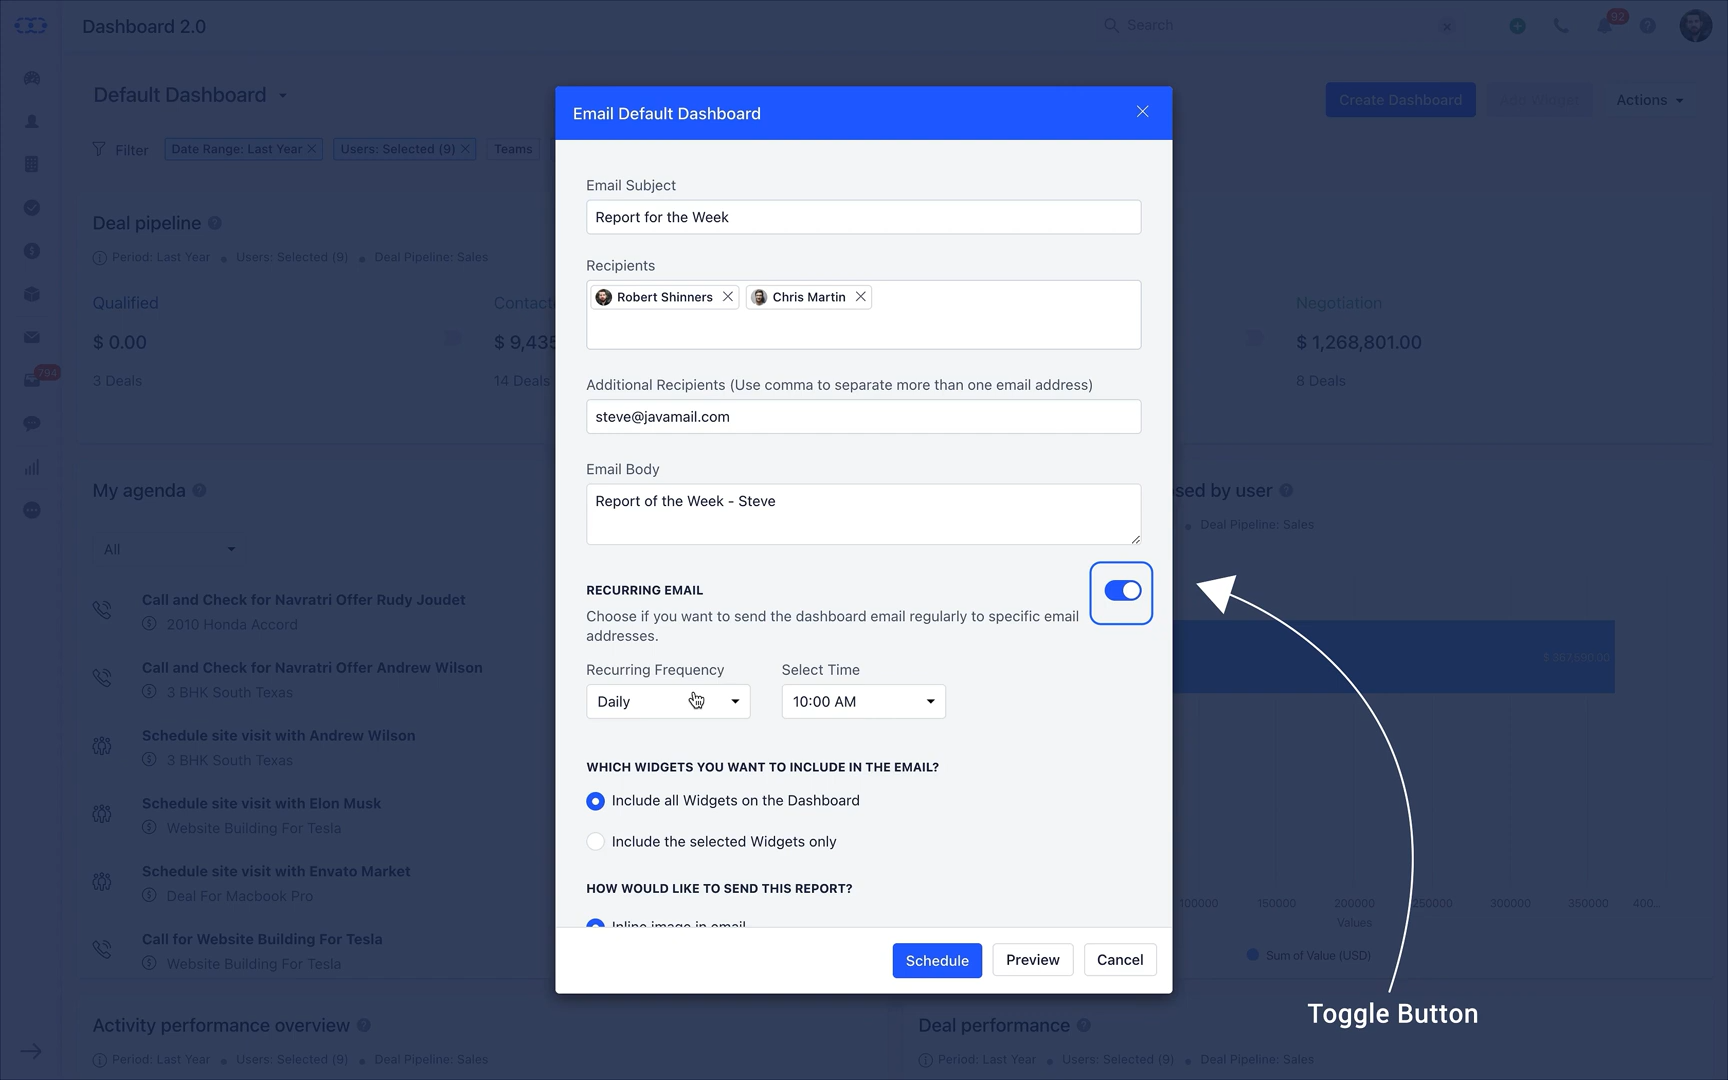 Dashboard 2.0
Search
92
Default Dashboard
Create Dashboard
Add Widget
Actions
Filter
Date Range: Last Year
Users: Selected (9)
Teams
Deal pipeline
Period: Last Year
Users: Selected (9)
Deal Pipeline: Sales
Qualified
$ 0.00
3 Deals
$ 9,435
14 Deals
Negotiation
$ 1,268,801.00
8 Deals
794
My agenda
All
Call and Check for Navratri Offer Rudy Joudet
2010 Honda Accord
Call and Check for Navratri Offer Andrew Wilson
3 BHK South Texas
Schedule site visit with Andrew Wilson
3 BHK South Texas
Schedule site visit with Elon Musk
Website Building For Tesla
Schedule site visit with Envato Market
Deal For Macbook Pro
Call for Website Building For Tesla
Website Building For Tesla
Email Default Dashboard
Email Subject
Report for the Week
Recipients
Robert Shinners
Chris Martin
Additional Recipients (Use comma to separate more than one email address)
steve@javamail.com
Email Body
Report of the Week - Steve
RECURRING EMAIL
Choose if you want to send the dashboard email regularly to specific email
addresses.
Recurring Frequency
Select Time
Daily
10:00 AM
WHICH WIDGETS YOU WANT TO INCLUDE IN THE EMAIL?
Include all Widgets on the Dashboard
Include the selected Widgets only
HOW WOULD LIKE TO SEND THIS REPORT?
Inline image in email
Schedule
Preview
Cancel
sed by user
Deal Pipeline: Sales
100000
150000
200000
250000
300000
350000
400...
Values
Sum of Value (USD)
Toggle Button
Activity performance overview
Period: Last Year
Users: Selected (9)
Deal Pipeline: Sales
Deal performance
Period: Last Year
Users: Selected (9)
Deal Pipeline: Sales